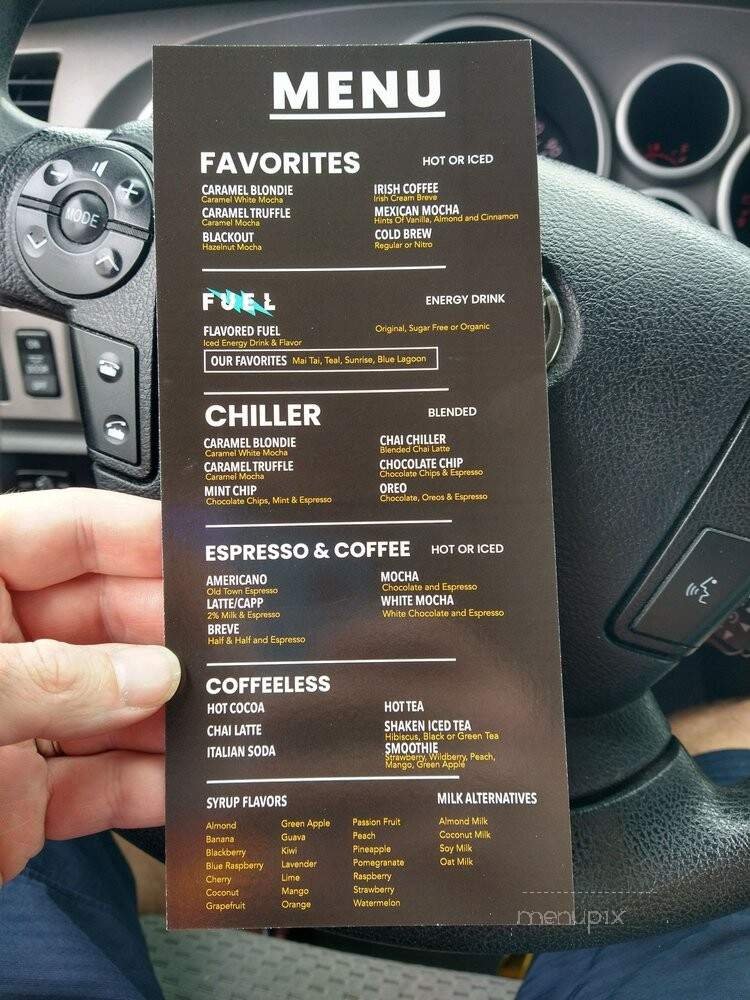 MENU
FAVORITES HOT OR ICED
CARAMEL BLONDIE
Caramel White Mocha
CARAMEL TRUFFLE
Caramel Mocha
BLACKOUT
Hazelnut Mocha
IRISH COFFEE
Irish Cream Breve
MEXICAN MOCHA
Hints Of Vanilla, Almond and Cinnamon
COLD BREW
Regular or Nitro
FUEL ENERGY DRINK
FLAVORED FUEL
Iced Energy Drink & Flavor
Original, Sugar Free or Organic
OUR FAVORITES Mai Tai, Teal, Sunrise, Blue Lagoon
CHILLER BLENDED
CARAMEL BLONDIE
Caramel White Mocha
CARAMEL TRUFFLE
Caramel Mocha
MINT CHIP
Chocolate Chips, Mint & Espresso
CHAI CHILLER
Blended Chai Latte
CHOCOLATE CHIP
Chocolate Chips & Espresso
OREO
Chocolate, Oreos & Espresso
ESPRESSO & COFFEE HOT OR ICED
AMERICANO
Old Town Espresso
LATTE/CAPP
2% Milk & Espresso
BREVE
Half & Half and Espresso
MOCHA
Chocolate and Espresso
WHITE MOCHA
White Chocolate and Espresso
COFFEELESS
HOT COCOA
CHAI LATTE
ITALIAN SODA
HOT TEA
SHAKEN ICED TEA
Hibiscus, Black or Green Tea
SMOOTHIE
Strawberry, Wildberry, Peach,
Mango, Green Apple
SYRUP FLAVORS
Almond
Banana
Blackberry
Blue Raspberry
Cherry
Coconut
Grapefruit
Green Apple
Guava
Kiwi
Lavender
Lime
Mango
Orange
Passion Fruit
Peach
Pineapple
Pomegranate
Raspberry
Strawberry
Watermelon
MILK ALTERNATIVES
Almond Milk
Coconut Milk
Soy Milk
Oat Milk
MODE
ON
OFF
menupix